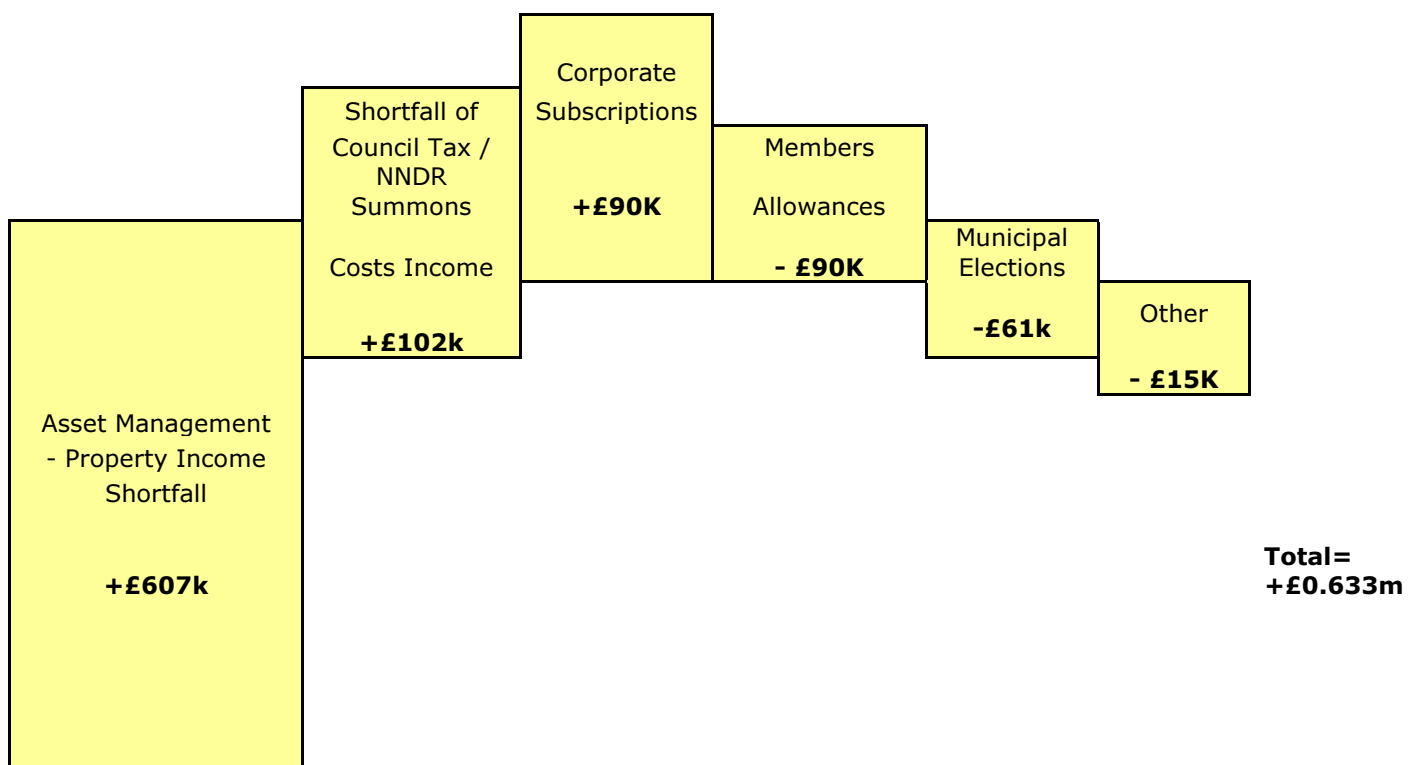 Asset Management
- Property Income
Shortfall
+£607k
Shortfall of
Council Tax /
NNDR
Summons
Costs Income
+£102k
Corporate
Subscriptions
+£90K
Members
Allowances
- £90K
Municipal
Elections
-£61k
Other
- £15K
Total=
+£0.633m